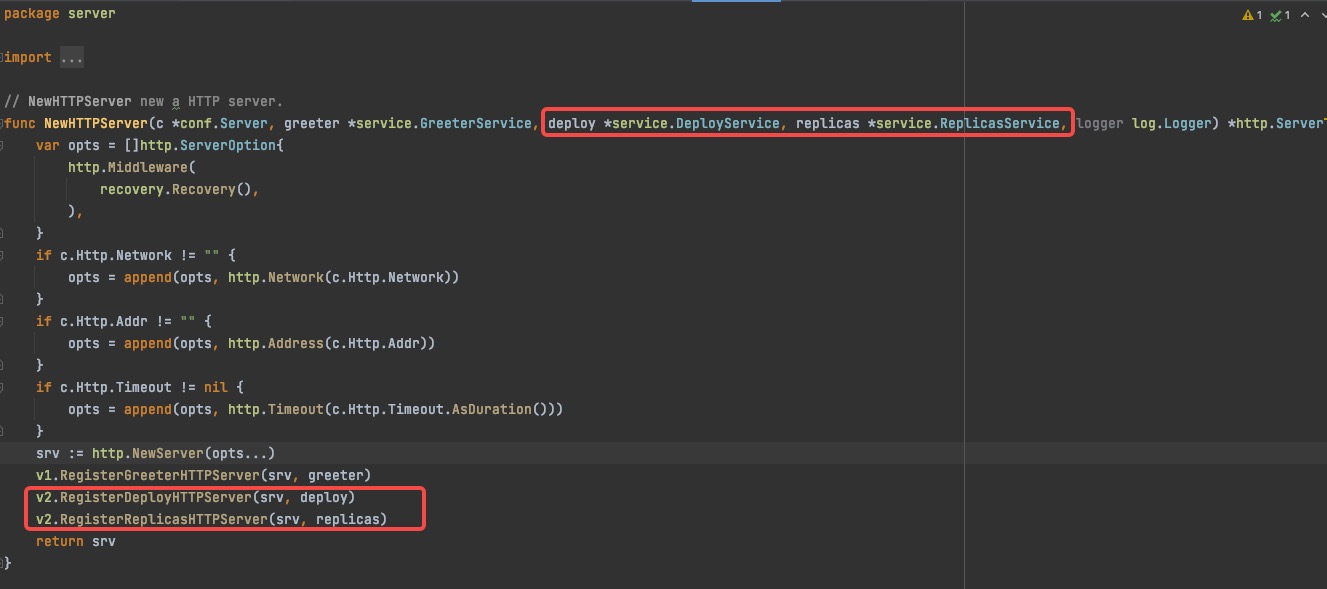 package server
1 1
import ...
// NewHTTPServer new a HTTP server.
func NewHTTPServer(c *conf.Server, greeter *service.GreeterService, deploy *service.DeployService, replicas *service.ReplicasService, logger log.Logger) *http.Server
    var opts = []http.ServerOption{
        http.Middleware(
            recovery.Recovery(),
        ),
    }
    if c.Http.Network != "" {
        opts = append(opts, http.Network(c.Http.Network))
    }
    if c.Http.Addr != "" {
        opts = append(opts, http.Address(c.Http.Addr))
    }
    if c.Http.Timeout != nil {
        opts = append(opts, http.Timeout(c.Http.Timeout.AsDuration()))
    }
    srv := http.NewServer(opts...)
    v1.RegisterGreeterHTTPServer(srv, greeter)
    v2.RegisterDeployHTTPServer(srv, deploy)
    v2.RegisterReplicasHTTPServer(srv, replicas)
    return srv
}